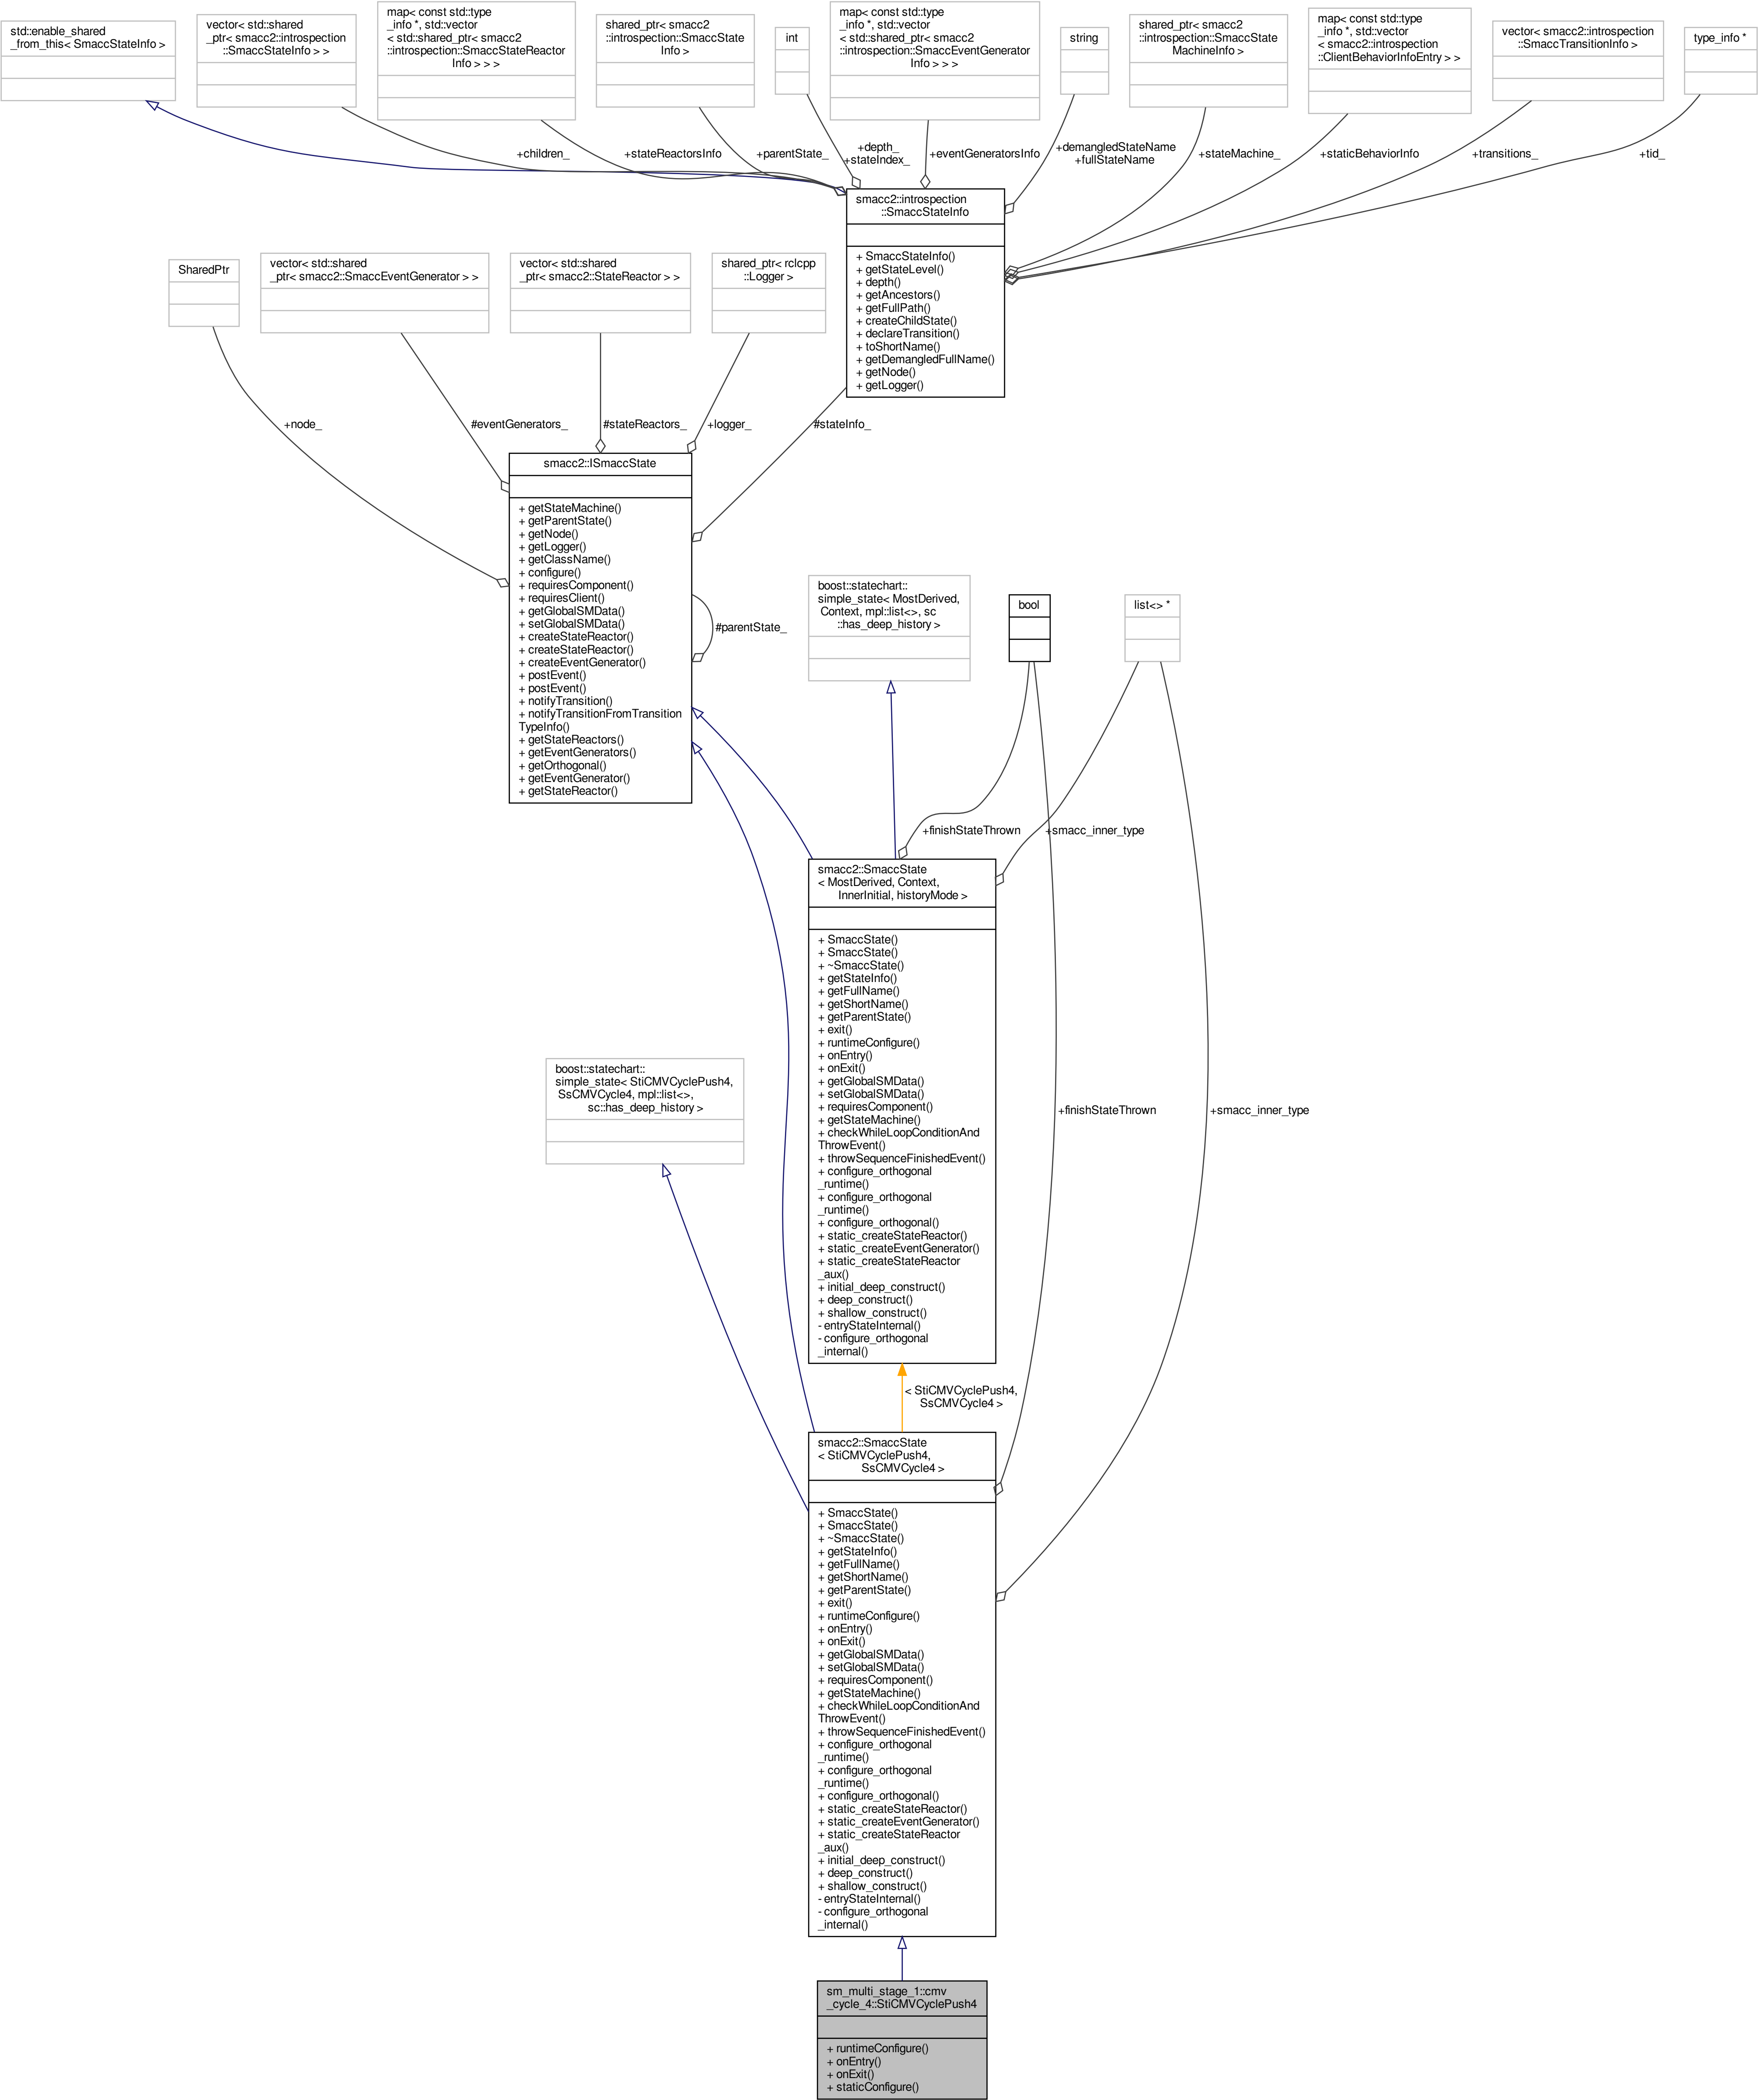 std::enable_shared
_from_this< SmaccStateInfo >
vector< std::shared
_ptr< smacc2::introspection
::SmaccStateInfo > >
map< const std::type
_info *, std::vector
< std::shared_ptr< smacc2
::introspection::SmaccStateReactor
Info > > >
shared_ptr< smacc2
::introspection::SmaccState
Info >
int
map< const std::type
_info *, std::vector
< std::shared_ptr< smacc2
::introspection::SmaccEventGenerator
Info > > >
string
shared_ptr< smacc2
::introspection::SmaccState
MachineInfo >
map< const std::type
_info *, std::vector
< smacc2::introspection
::ClientBehaviorInfoEntry > >
vector< smacc2::introspection
::SmaccTransitionInfo >
type_info *
+children_
+stateReactorsInfo
+parentState_
+depth_
+stateIndex_
+eventGeneratorsInfo
+demangledStateName
+fullStateName
+stateMachine_
+staticBehaviorInfo
+transitions_
+tid_
smacc2::introspection
::SmaccStateInfo
+ SmaccStateInfo()
+ getStateLevel()
+ depth()
+ getAncestors()
+ getFullPath()
+ createChildState()
+ declareTransition()
+ toShortName()
+ getDemangledFullName()
+ getNode()
+ getLogger()
SharedPtr
vector< std::shared
_ptr< smacc2::SmaccEventGenerator > >
vector< std::shared
_ptr< smacc2::StateReactor > >
shared_ptr< rclcpp
::Logger >
+node_
#eventGenerators_
#stateReactors_
+logger_
#stateInfo_
smacc2::ISmaccState
+ getStateMachine()
+ getParentState()
+ getNode()
+ getLogger()
+ getClassName()
+ configure()
+ requiresComponent()
+ requiresClient()
+ getGlobalSMData()
+ setGlobalSMData()
+ createStateReactor()
+ createStateReactor()
+ createEventGenerator()
+ postEvent()
+ postEvent()
+ notifyTransition()
+ notifyTransitionFromTransition
TypeInfo()
+ getStateReactors()
+ getEventGenerators()
+ getOrthogonal()
+ getEventGenerator()
+ getStateReactor()
#parentState_
boost::statechart::
simple_state< MostDerived,
Context, mpl::list<>, sc
::has_deep_history >
bool
list<> *
+finishStateThrown
+smacc_inner_type
smacc2::SmaccState
< MostDerived, Context,
InnerInitial, historyMode >
+ SmaccState()
+ SmaccState()
+ ~SmaccState()
+ getStateInfo()
+ getFullName()
+ getShortName()
+ getParentState()
+ exit()
+ runtimeConfigure()
+ onEntry()
+ onExit()
+ getGlobalSMData()
+ setGlobalSMData()
+ requiresComponent()
+ getStateMachine()
+ checkWhileLoopConditionAnd
ThrowEvent()
+ throwSequenceFinishedEvent()
+ configure_orthogonal
_runtime()
+ configure_orthogonal
_runtime()
+ configure_orthogonal()
+ static_createStateReactor()
+ static_createEventGenerator()
+ static_createStateReactor
_aux()
+ initial_deep_construct()
+ deep_construct()
+ shallow_construct()
- entryStateInternal()
- configure_orthogonal
_internal()
boost::statechart::
simple_state< StiCMVCyclePush4,
SsCMVCycle4, mpl::list<>,
sc::has_deep_history >
+finishStateThrown
+smacc_inner_type
< StiCMVCyclePush4,
SsCMVCycle4 >
smacc2::SmaccState
< StiCMVCyclePush4,
SsCMVCycle4 >
+ SmaccState()
+ SmaccState()
+ ~SmaccState()
+ getStateInfo()
+ getFullName()
+ getShortName()
+ getParentState()
+ exit()
+ runtimeConfigure()
+ onEntry()
+ onExit()
+ getGlobalSMData()
+ setGlobalSMData()
+ requiresComponent()
+ getStateMachine()
+ checkWhileLoopConditionAnd
ThrowEvent()
+ throwSequenceFinishedEvent()
+ configure_orthogonal
_runtime()
+ configure_orthogonal
_runtime()
+ configure_orthogonal()
+ static_createStateReactor()
+ static_createEventGenerator()
+ static_createStateReactor
_aux()
+ initial_deep_construct()
+ deep_construct()
+ shallow_construct()
- entryStateInternal()
- configure_orthogonal
_internal()
sm_multi_stage_1::cmv
_cycle_4::StiCMVCyclePush4
+ runtimeConfigure()
+ onEntry()
+ onExit()
+ staticConfigure()